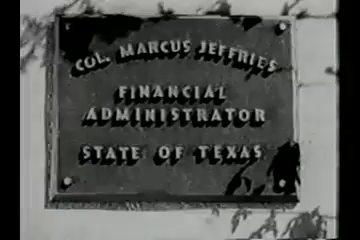 COL. MARCUS JEFFRIES
FINANCIAL
ADMINISTRATOR
STATE OF TEXAS